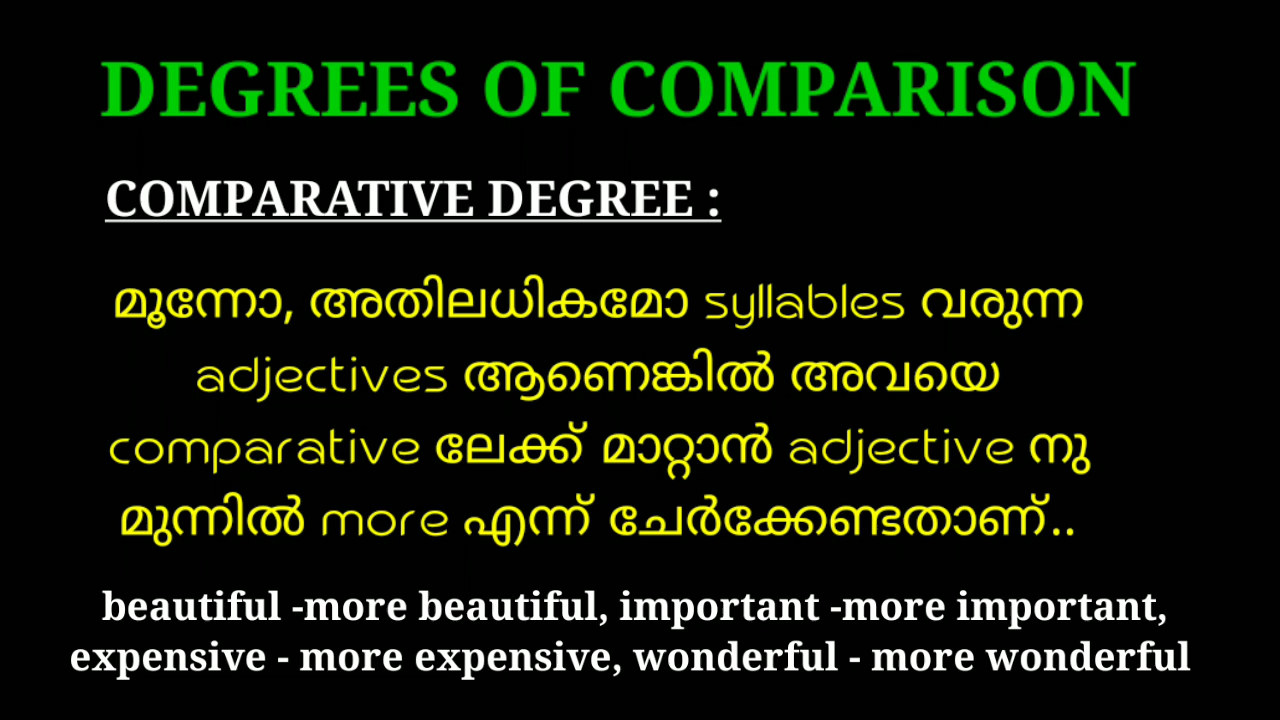 DEGREES OF COMPARISON
COMPARATIVE DEGREE :
മൂന്നോ, അതിലധികമോ syllables വരുന്ന
adjectives ആണെങ്കിൽ അവയെ
comparative ലേക്ക് മാറ്റാൻ adjective നു
മുന്നിൽ more എന്ന് ചേർക്കേണ്ടതാണ്..
beautiful -more beautiful, important -more important,
expensive - more expensive, wonderful - more wonderful